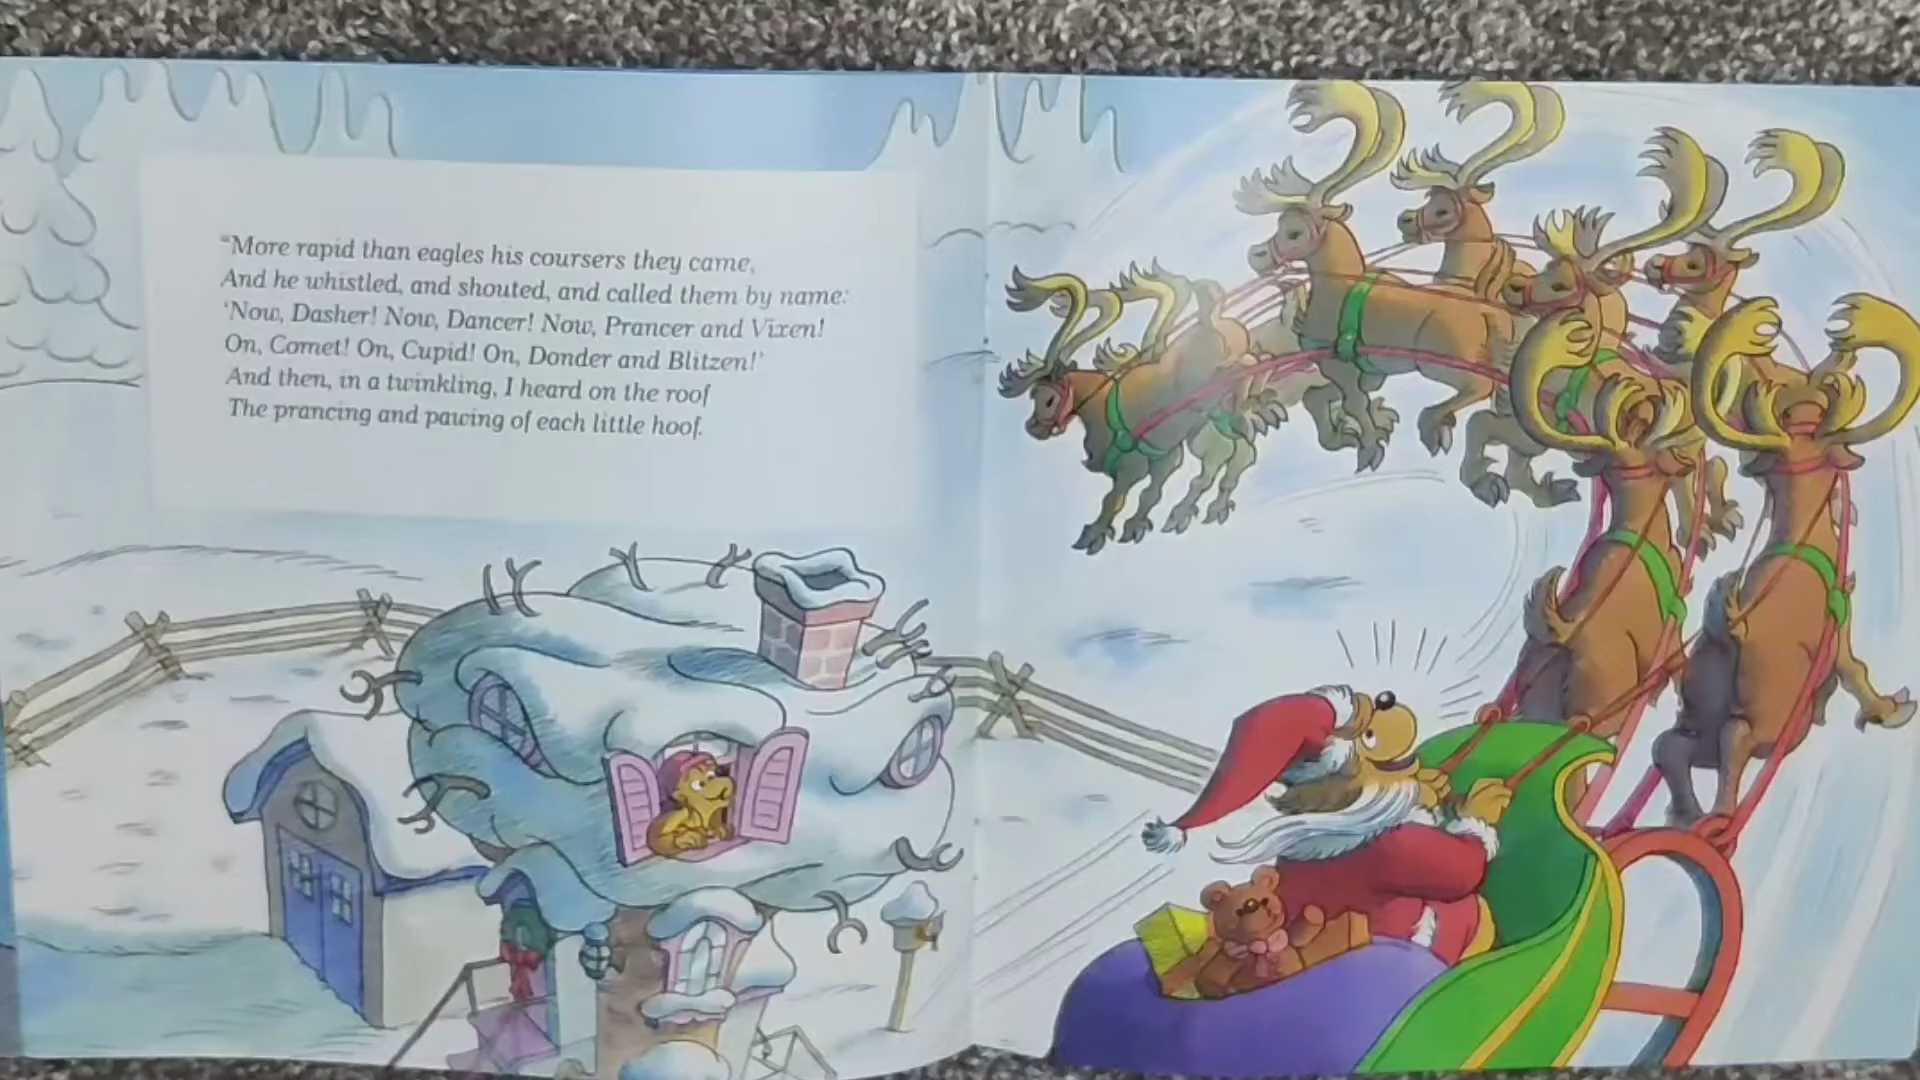 “More rapid than eagles his coursers they came,
And he whistled, and shouted, and called them by name:
‘Now, Dasher! Now, Dancer! Now, Prancer and Vixen!
On, Comet! On, Cupid! On, Donder and Blitzen!’
And then, in a twinkling, I heard on the roof
The prancing and pawing of each little hoof.